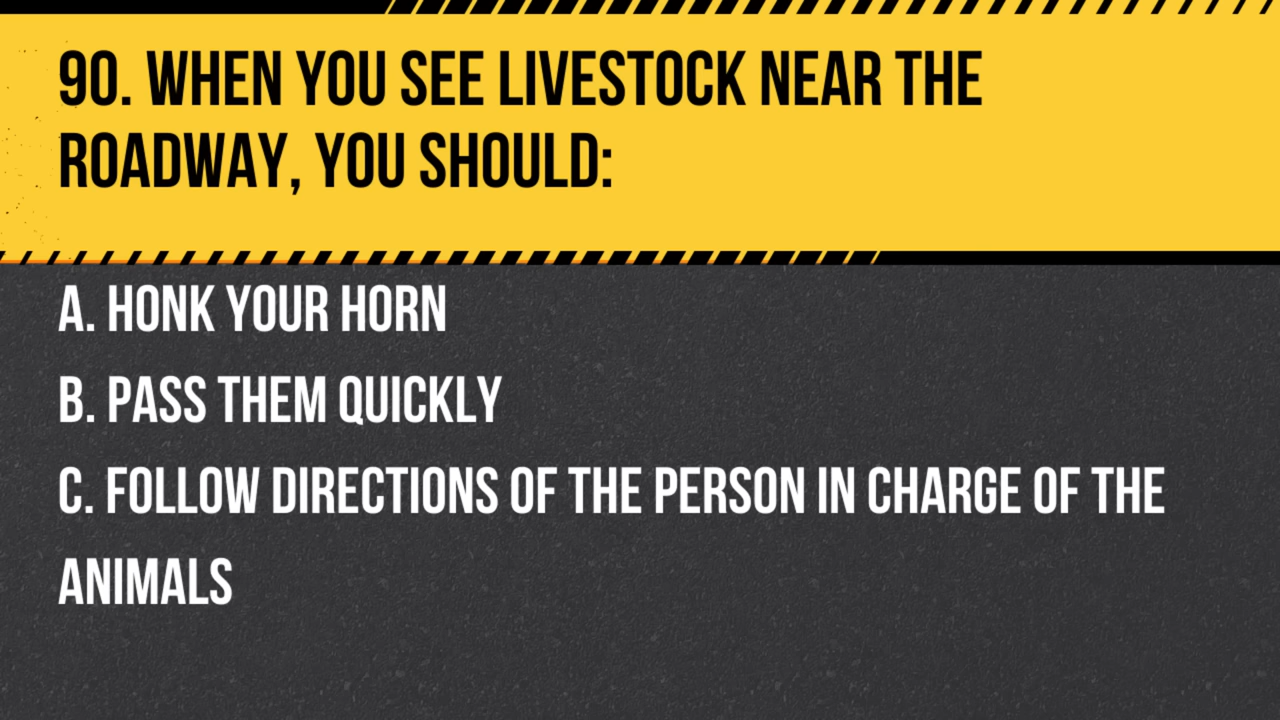 90. WHEN YOU SEE LIVESTOCK NEAR THE
ROADWAY, YOU SHOULD:
A. HONK YOUR HORN
B. PASS THEM QUICKLY
C. FOLLOW DIRECTIONS OF THE PERSON IN CHARGE OF THE
ANIMALS